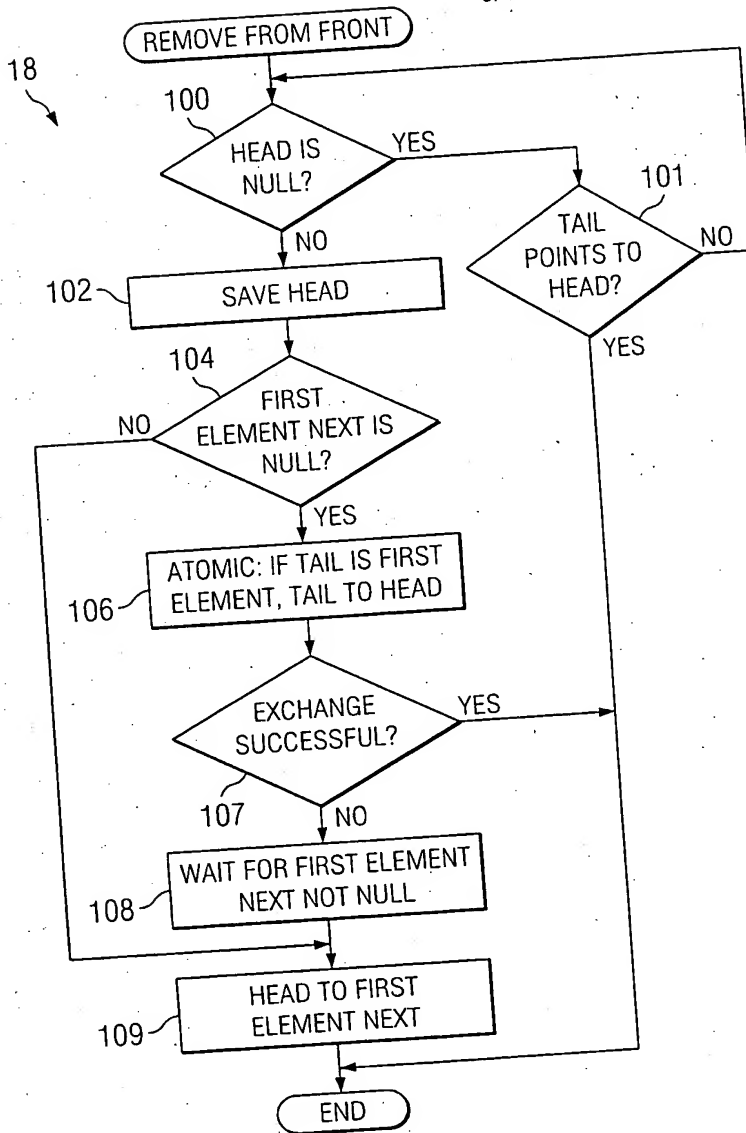 REMOVE FROM FRONT
18
100
HEAD IS
NULL?
YES
NO
101
TAIL
POINTS TO
HEAD?
NO
YES
102
SAVE HEAD
104
FIRST
ELEMENT NEXT IS
NULL?
NO
YES
106
ATOMIC: IF TAIL IS FIRST
ELEMENT, TAIL TO HEAD
EXCHANGE
SUCCESSFUL?
YES
107
NO
108
WAIT FOR FIRST ELEMENT
NEXT NOT NULL
109
HEAD TO FIRST
ELEMENT NEXT
END